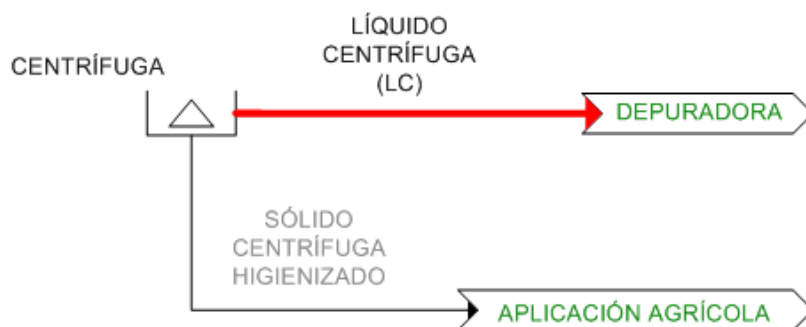 LÍQUIDO
CENTRÍFUGA
(LC)
CENTRÍFUGA
DEPURADORA
SÓLIDO
CENTRÍFUGA
HIGIENIZADO
APLICACIÓN AGRÍCOLA